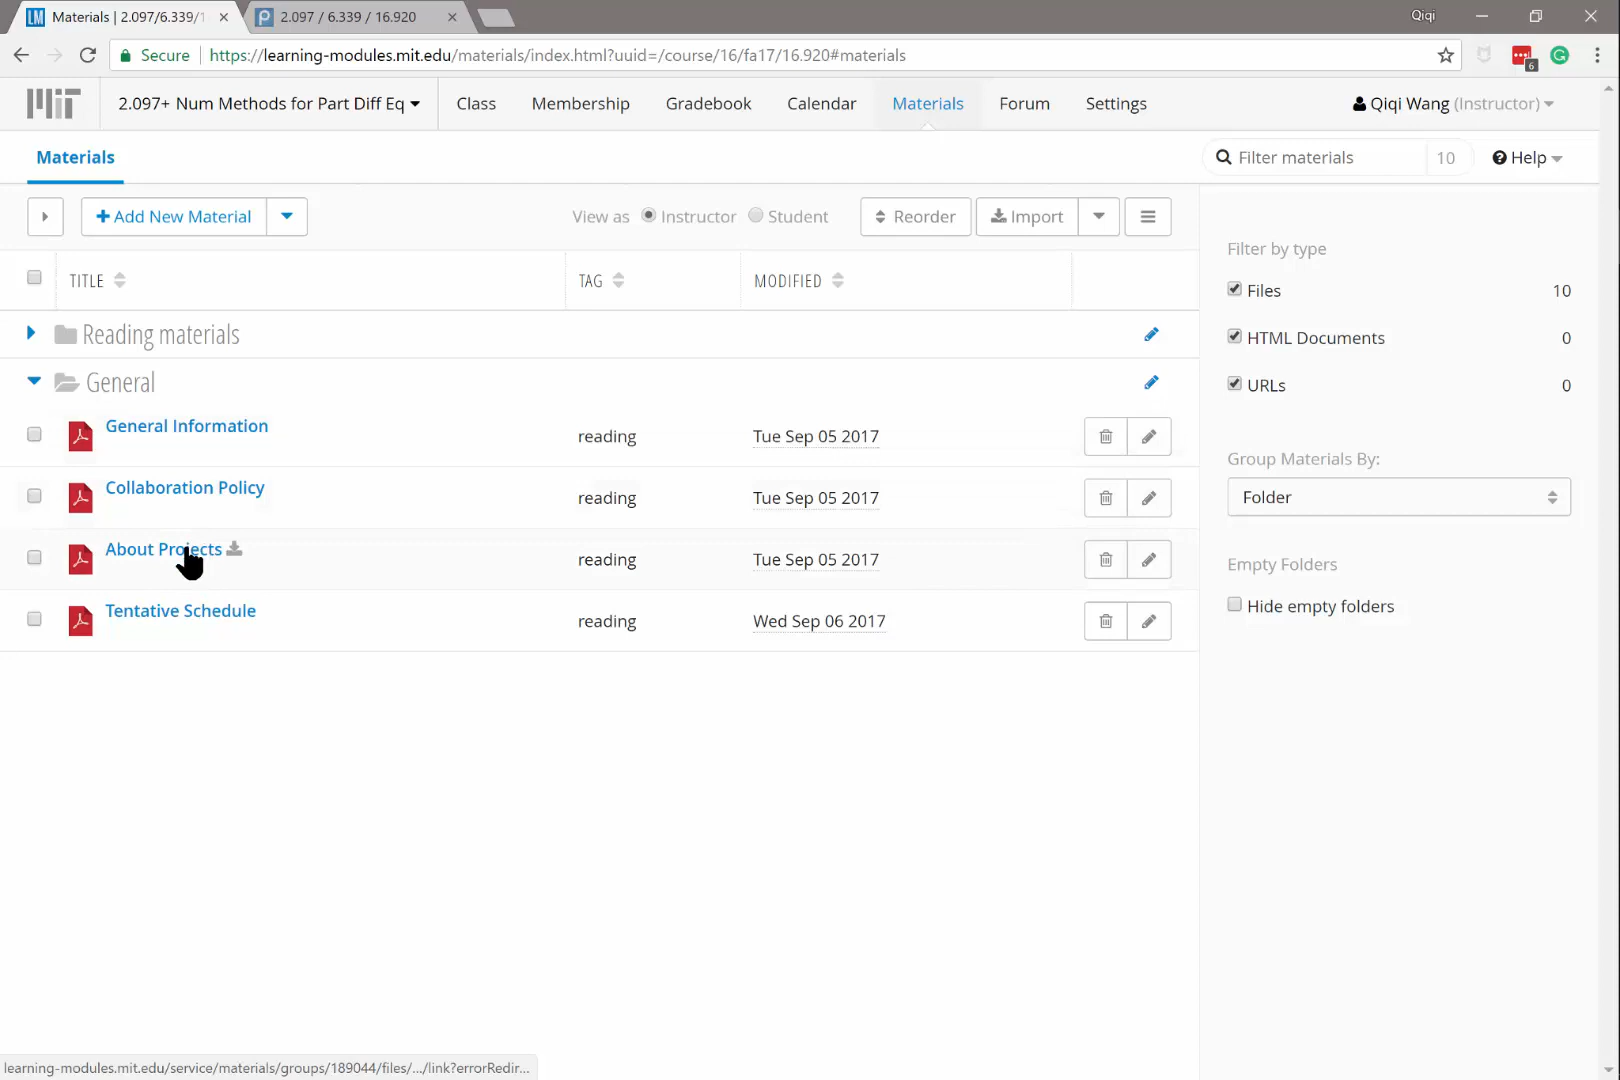 Materials | 2.097/6.339/1
2.097 / 6.339 / 16.920
Qiqi
Secure
https://learning-modules.mit.edu/materials/index.html?uuid=/course/16/fa17/16.920#materials
6
MIT
2.097+ Num Methods for Part Diff Eq
Class
Membership
Gradebook
Calendar
Materials
Forum
Settings
Qiqi Wang (Instructor)
Materials
Filter materials
10
Help
Add New Material
View as
Instructor
Student
Reorder
Import
TITLE
TAG
MODIFIED
Reading materials
General
General Information
reading
Tue Sep 05 2017
Collaboration Policy
reading
Tue Sep 05 2017
About Projects
reading
Tue Sep 05 2017
Tentative Schedule
reading
Wed Sep 06 2017
Filter by type
Files
10
HTML Documents
0
URLs
0
Group Materials By:
Folder
Empty Folders
Hide empty folders
learning-modules.mit.edu/service/materials/groups/189044/files/.../link?errorRedir...